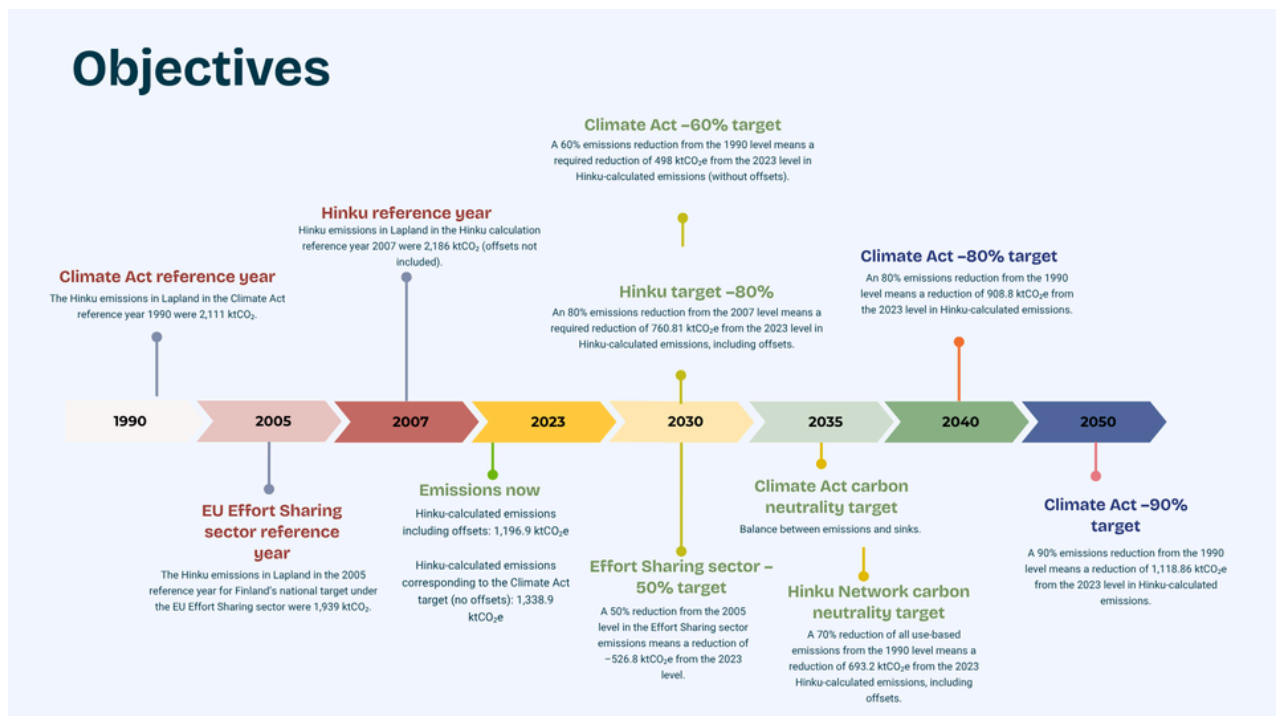 Objectives
Climate Act –60% target
A 60% emissions reduction from the 1990 level means a
required reduction of 498 ktCO₂e from the 2023 level in
Hinku-calculated emissions (without offsets).
Hinku reference year
Hinku emissions in Lapland in the Hinku calculation
reference year 2007 were 2,186 ktCO₂ (offsets not
included).
Climate Act reference year
The Hinku emissions in Lapland in the Climate Act
reference year 1990 were 2,111 ktCO₂.
Hinku target –80%
An 80% emissions reduction from the 2007 level means a
required reduction of 760.81 ktCO₂e from the 2023 level in
Hinku-calculated emissions, including offsets.
Climate Act –80% target
An 80% emissions reduction from the 1990
level means a reduction of 908.8 ktCO₂e from
the 2023 level in Hinku-calculated emissions.
1990
2005
2007
2023
2030
2035
2040
2050
EU Effort Sharing
sector reference
year
The Hinku emissions in Lapland in the 2005
reference year for Finland's national target under
the EU Effort Sharing sector were 1,939 ktCO₂.
Emissions now
Hinku-calculated emissions
including offsets: 1,196.9 ktCO₂e
Hinku-calculated emissions
corresponding to the Climate Act
target (no offsets): 1,338.9
ktCO₂e
Effort Sharing sector –
50% target
A 50% reduction from the 2005
level in the Effort Sharing sector
emissions means a reduction of
–526.8 ktCO₂e from the 2023
level.
Climate Act carbon
neutrality target
Balance between emissions and sinks.
Hinku Network carbon
neutrality target
A 70% reduction of all use-based
emissions from the 1990 level means a
reduction of 693.2 ktCO₂e from the 2023
Hinku-calculated emissions, including
offsets.
Climate Act –90%
target
A 90% emissions reduction from the 1990
level means a reduction of 1,118.86 ktCO₂e
from the 2023 level in Hinku-calculated
emissions.